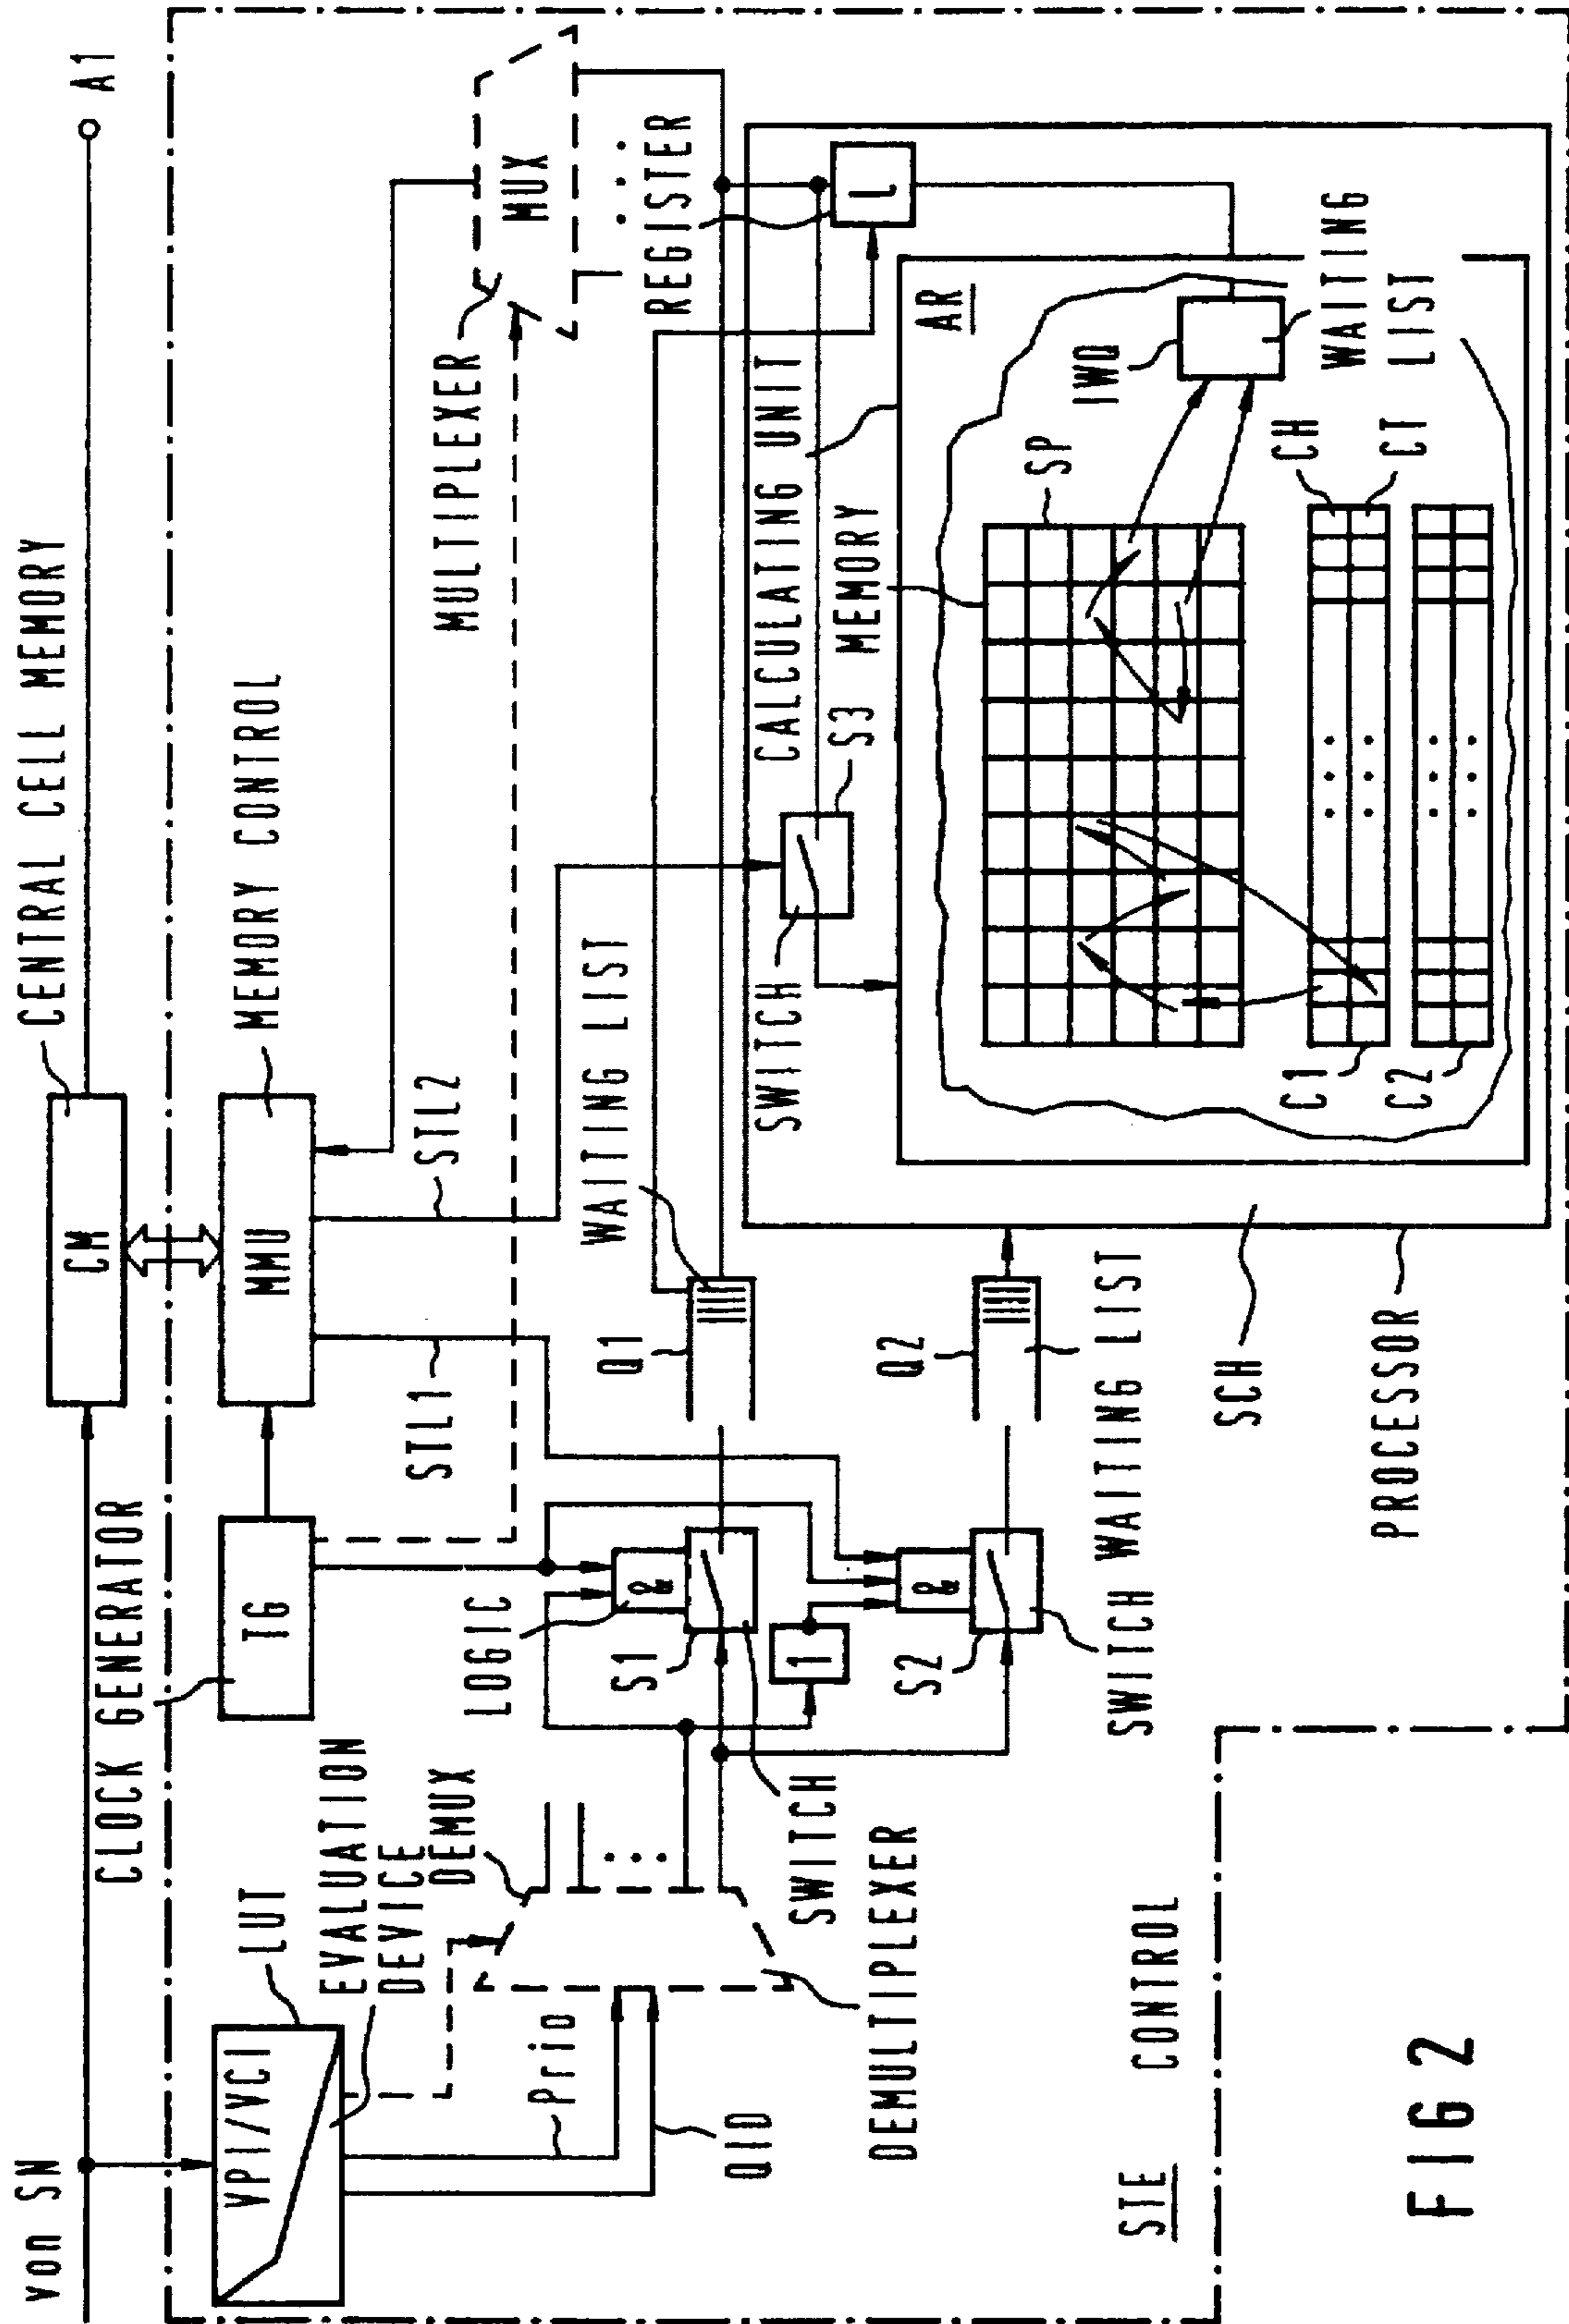 von SN
CENTRAL CELL MEMORY
CM
A1
CLOCK GENERATOR
MEMORY CONTROL
VPI/VCI
LUT
TG
MMU
EVALUATION
DEVICE
DEMUX
STL1
STL2
MULTIPLEXER
MUX
Prio
QID
LOGIC
&
S1
Q1
WAITING LIST
REGISTER
L
SWITCH
1
DEMULTIPLEXER
SWITCH
S3
CALCULATING UNIT
MEMORY
AR
&
S2
Q2
SP
IWQ
WAITING
LIST
SWITCH WAITING LIST
CH
CT
C1
C2
SCH
PROCESSOR
STE
CONTROL
FIG 2